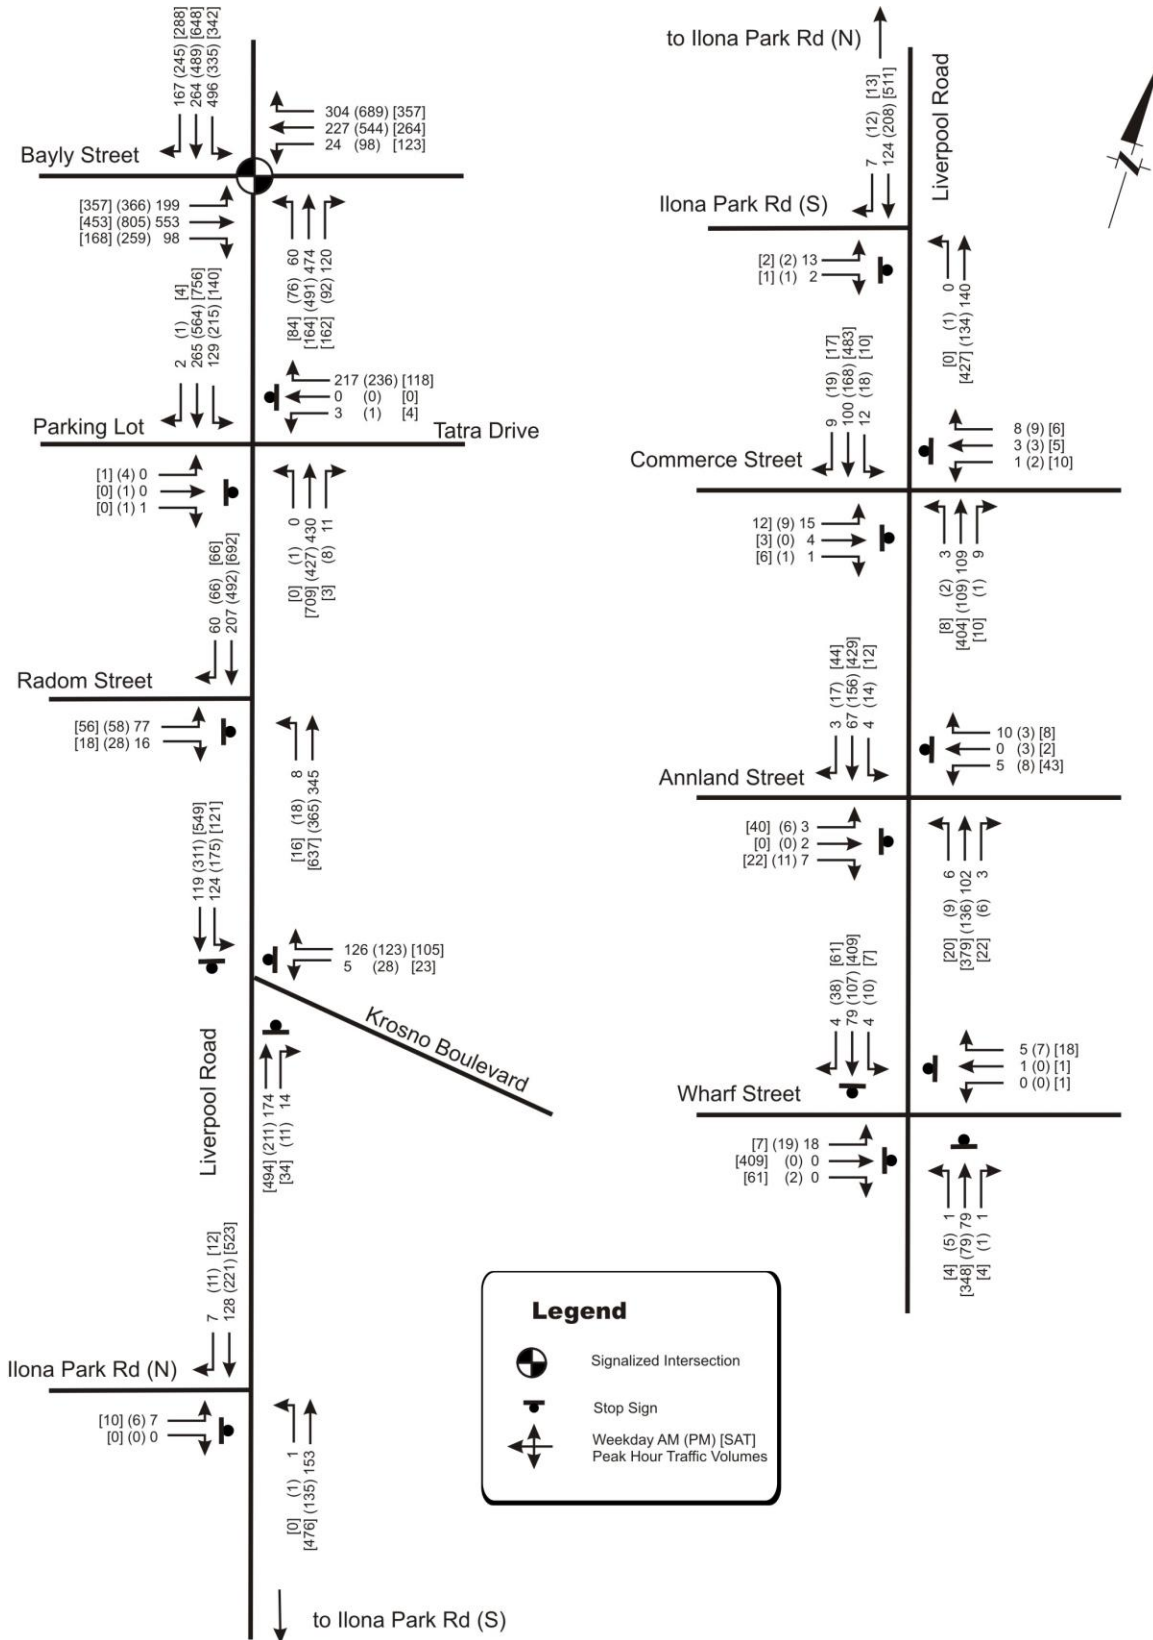 167 (245) [288]
264 (489) [648]
496 (335) [342]
304 (689) [357]
227 (544) [264]
24 (98) [123]
Bayly Street
[357] (366) 199
[453] (805) 553
[168] (259) 98
[84] (76) 60
[164] (491) 474
[162] (92) 120
2 (1) [4]
265 (564) [756]
129 (215) [140]
217 (236) [118]
0 (0) [0]
3 (1) [4]
Parking Lot
Tatra Drive
[1] (4) 0
[0] (1) 0
[0] (1) 1
[0] (1) 0
[709] (427) 430
[3] (8) 11
60 (66) [66]
207 (492) [692]
Radom Street
[56] (58) 77
[18] (28) 16
[16] (18) 8
[637] (365) 345
119 (311) [549]
124 (175) [121]
126 (123) [105]
5 (28) [23]
Krosno Boulevard
Liverpool Road
[494] (211) 174
[34] (11) 14
7 (11) [12]
128 (221) [523]
Ilona Park Rd (N)
[10] (6) 7
[0] (0) 0
[0] (1) 1
[476] (135) 153
to Ilona Park Rd (S)
to Ilona Park Rd (N)
Liverpool Road
N
7 (12) [13]
124 (208) [511]
Ilona Park Rd (S)
[2] (2) 13
[1] (1) 2
[0] (1) 0
[427] (134) 140
9 (19) [17]
100 (168) [483]
12 (18) [10]
8 (9) [6]
3 (3) [5]
1 (2) [10]
Commerce Street
12] (9) 15
[3] (0) 4
[6] (1) 1
[8] (2) 3
[404] (109) 109
[10] (1) 9
3 (17) [44]
67 (156) [429]
4 (14) [12]
10 (3) [8]
0 (3) [2]
5 (8) [43]
Annland Street
[40] (6) 3
[0] (0) 2
[22] (11) 7
[20] (9) 6
[379] (136) 102
[22] (6) 3
4 (38) [61]
79 (107) [409]
4 (10) [7]
5 (7) [18]
1 (0) [1]
0 (0) [1]
Wharf Street
[7] (19) 18
[409] (0) 0
[61] (2) 0
[4] (5) 1
[348] (79) 79
[4] (1) 1
Legend
Signalized Intersection
Stop Sign
Weekday AM (PM) [SAT]
Peak Hour Traffic Volumes